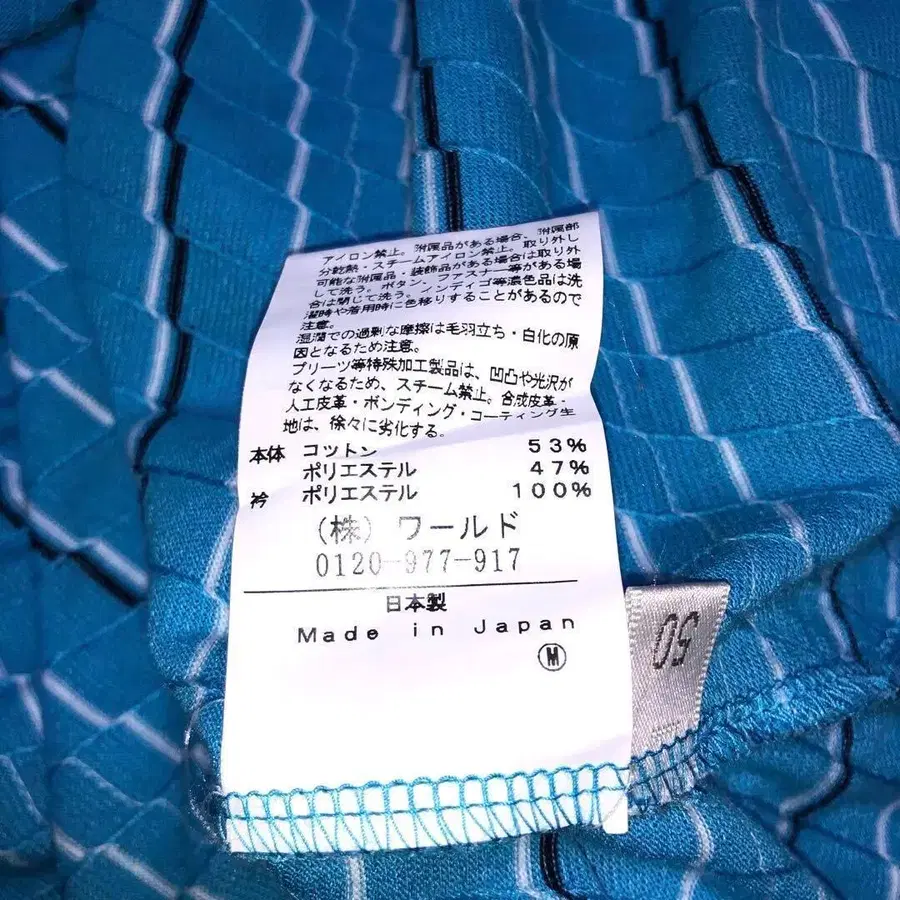 アイロン禁止。附属品がある場合、附属部
分乾熱・スチームアイロン禁止。取り外し
可能な附属品・装飾品がある場合は取り外
して洗う。ボタン、ファスナー等がある場
合は閉じて洗う。インディゴ等濃色品は洗
濯時や着用時に色移りすることがあるので
注意。
湿潤での過剰な摩擦は毛羽立ち・白化の原
因となるため注意。
プリーツ等特殊加工製品は、凹凸や光沢が
なくなるため、スチーム禁止。合成皮革・
人工皮革・ボンディング・コーティング生
地は、徐々に劣化する。
本体 コットン 53%
ポリエステル 47%
衿 ポリエステル 100%
(株) ワールド
0120-977-917
日本製
Made in Japan
M
50